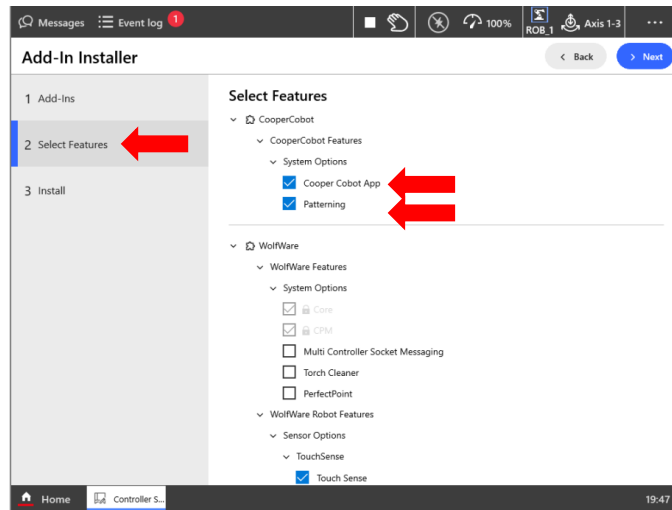 Messages Event log 1 100% ROB_1 Axis 1-3 ...
Add-In Installer Back Next
1 Add-Ins
2 Select Features
3 Install
Select Features
CooperCobot
CooperCobot Features
System Options
Cooper Cobot App
Patterning
WolfWare
WolfWare Features
System Options
Core
CPM
Multi Controller Socket Messaging
Torch Cleaner
PerfectPoint
WolfWare Robot Features
Sensor Options
TouchSense
Touch Sense
Home Controller S... 19:47